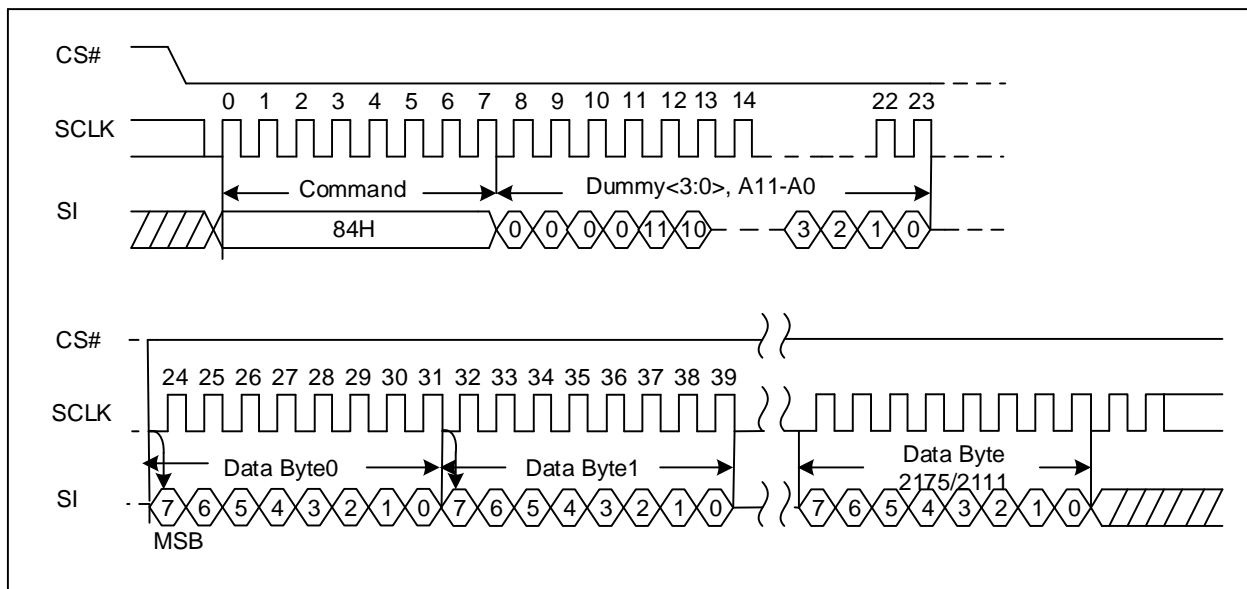 CS#
0 1 2 3 4 5 6 7 8 9 10 11 12 13 14 22 23
SCLK
Command Dummy<3:0>, A11-A0
SI
84H 0 0 0 0 11 10 3 2 1 0
CS#
24 25 26 27 28 29 30 31 32 33 34 35 36 37 38 39
SCLK
Data Byte0 Data Byte1 Data Byte
2175/2111
SI
7 6 5 4 3 2 1 0 7 6 5 4 3 2 1 0 7 6 5 4 3 2 1 0
MSB